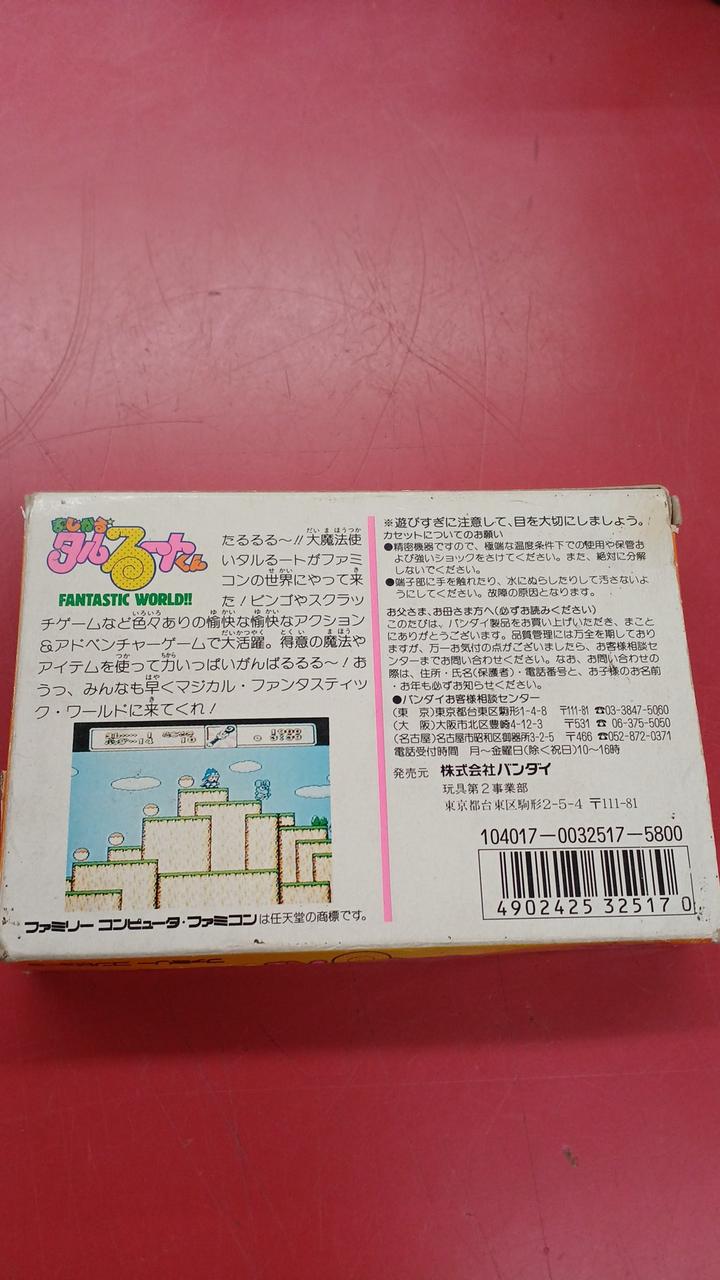 まじかる☆
タルるートくん
FANTASTIC WORLD!!
たるるる〜!!大魔法使
いタルるートがファミ
コンの世界にやって来
た!ビンゴやスクラッ
チゲームなど色々ありの愉快な愉快なアクション
&アドベンチャーゲームで大活躍。得意の魔法や
アイテムを使って力いっぱいがんばるるる〜!お
うつ、みんなも早くマジカル・ファンタスティッ
ク・ワールドに来てくれ!
ファミリー コンピュータ・ファミコンは任天堂の商標です。
※遊びすぎに注意して、目を大切にしましょう。
カセットについてのお願い
●精密機器ですので、極端な温度条件下での使用や保管お
よび強いショックをさけてください。また、絶対に分解
しないでください。
●端子部に手を触れたり、水にぬらしたりして汚さないよ
うにしてください。故障の原因となります。
お父さま、お母さま方へ(必ずお読みください)
このたびは、バンダイ製品をお買い上げいただき、まこと
にありがとうございます。品質管理には万全を期しており
ますが、万一お気付の点がございましたら、お客様相談セ
ンターまでお問い合わせください。なお、お問い合わせの
際は、住所・氏名(保護者)・電話番号と、お子様のお名前
・お年も必ずお知らせください。
●バンダイお客様相談センター
(東 京)東京都台東区駒形1-4-8 〒111-81 ☎03-3847-5060
(大 阪)大阪市北区豊崎4-12-3 〒531 ☎06-375-5050
(名古屋)名古屋市昭和区御器所3-2-5 〒466 ☎052-872-0371
電話受付時間 月〜金曜日(除く祝日)10〜16時
発売元 株式会社バンダイ
玩具第2事業部
東京都台東区駒形2-5-4 〒111-81
104017-0032517-5800
4902425 32517 0